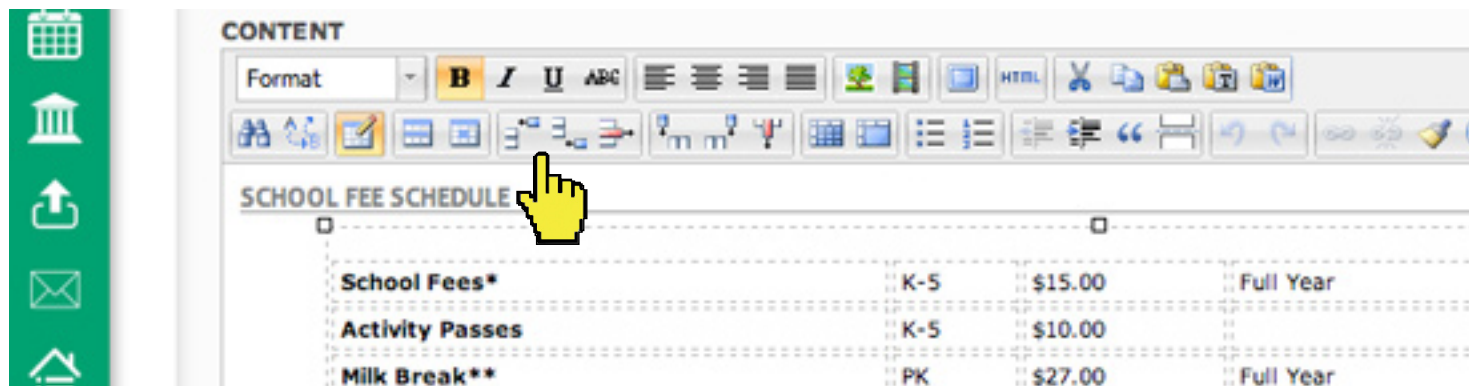 CONTENT
Format B I U ABC HTML
SCHOOL FEE SCHEDULE
School Fees* K-5 $15.00 Full Year
Activity Passes K-5 $10.00
Milk Break** PK $27.00 Full Year